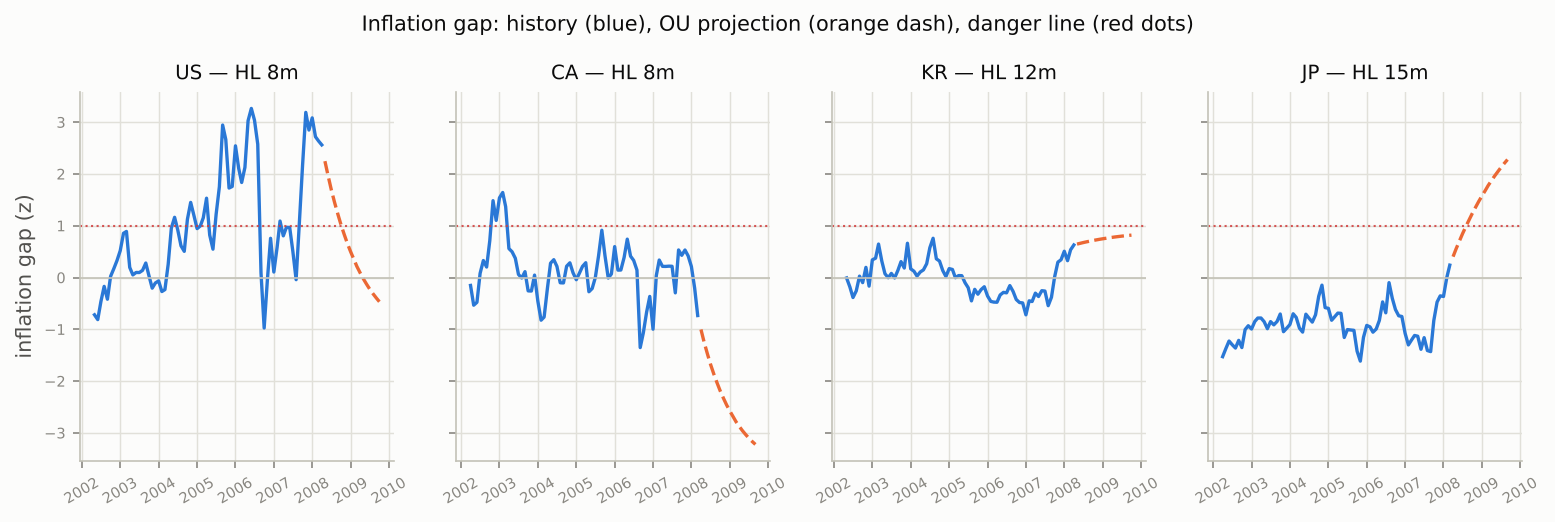 Inflation gap: history (blue), OU projection (orange dash), danger line (red dots)
US — HL 8m
CA — HL 8m
KR — HL 12m
JP — HL 15m
inflation gap (z)
3
2
1
0
−1
−2
−3
2002 2003 2004 2005 2006 2007 2008 2009 2010
2002 2003 2004 2005 2006 2007 2008 2009 2010
2002 2003 2004 2005 2006 2007 2008 2009 2010
2002 2003 2004 2005 2006 2007 2008 2009 2010